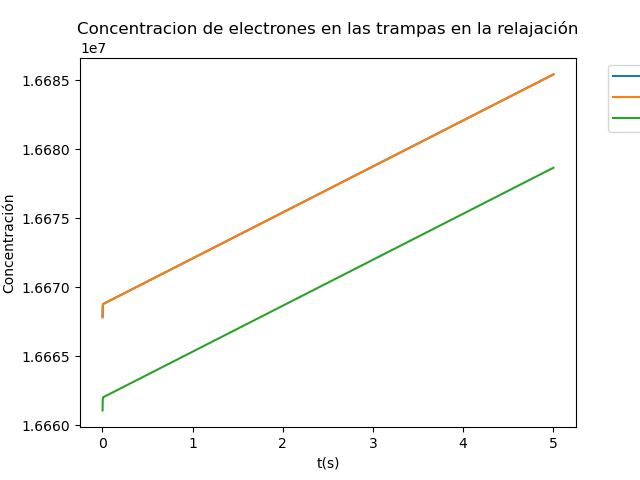 Concentracion de electrones en las trampas en la relajación
1e7
1.6685
1.6680
1.6675
1.6670
1.6665
1.6660
Concentración
0 1 2 3 4 5
t(s)